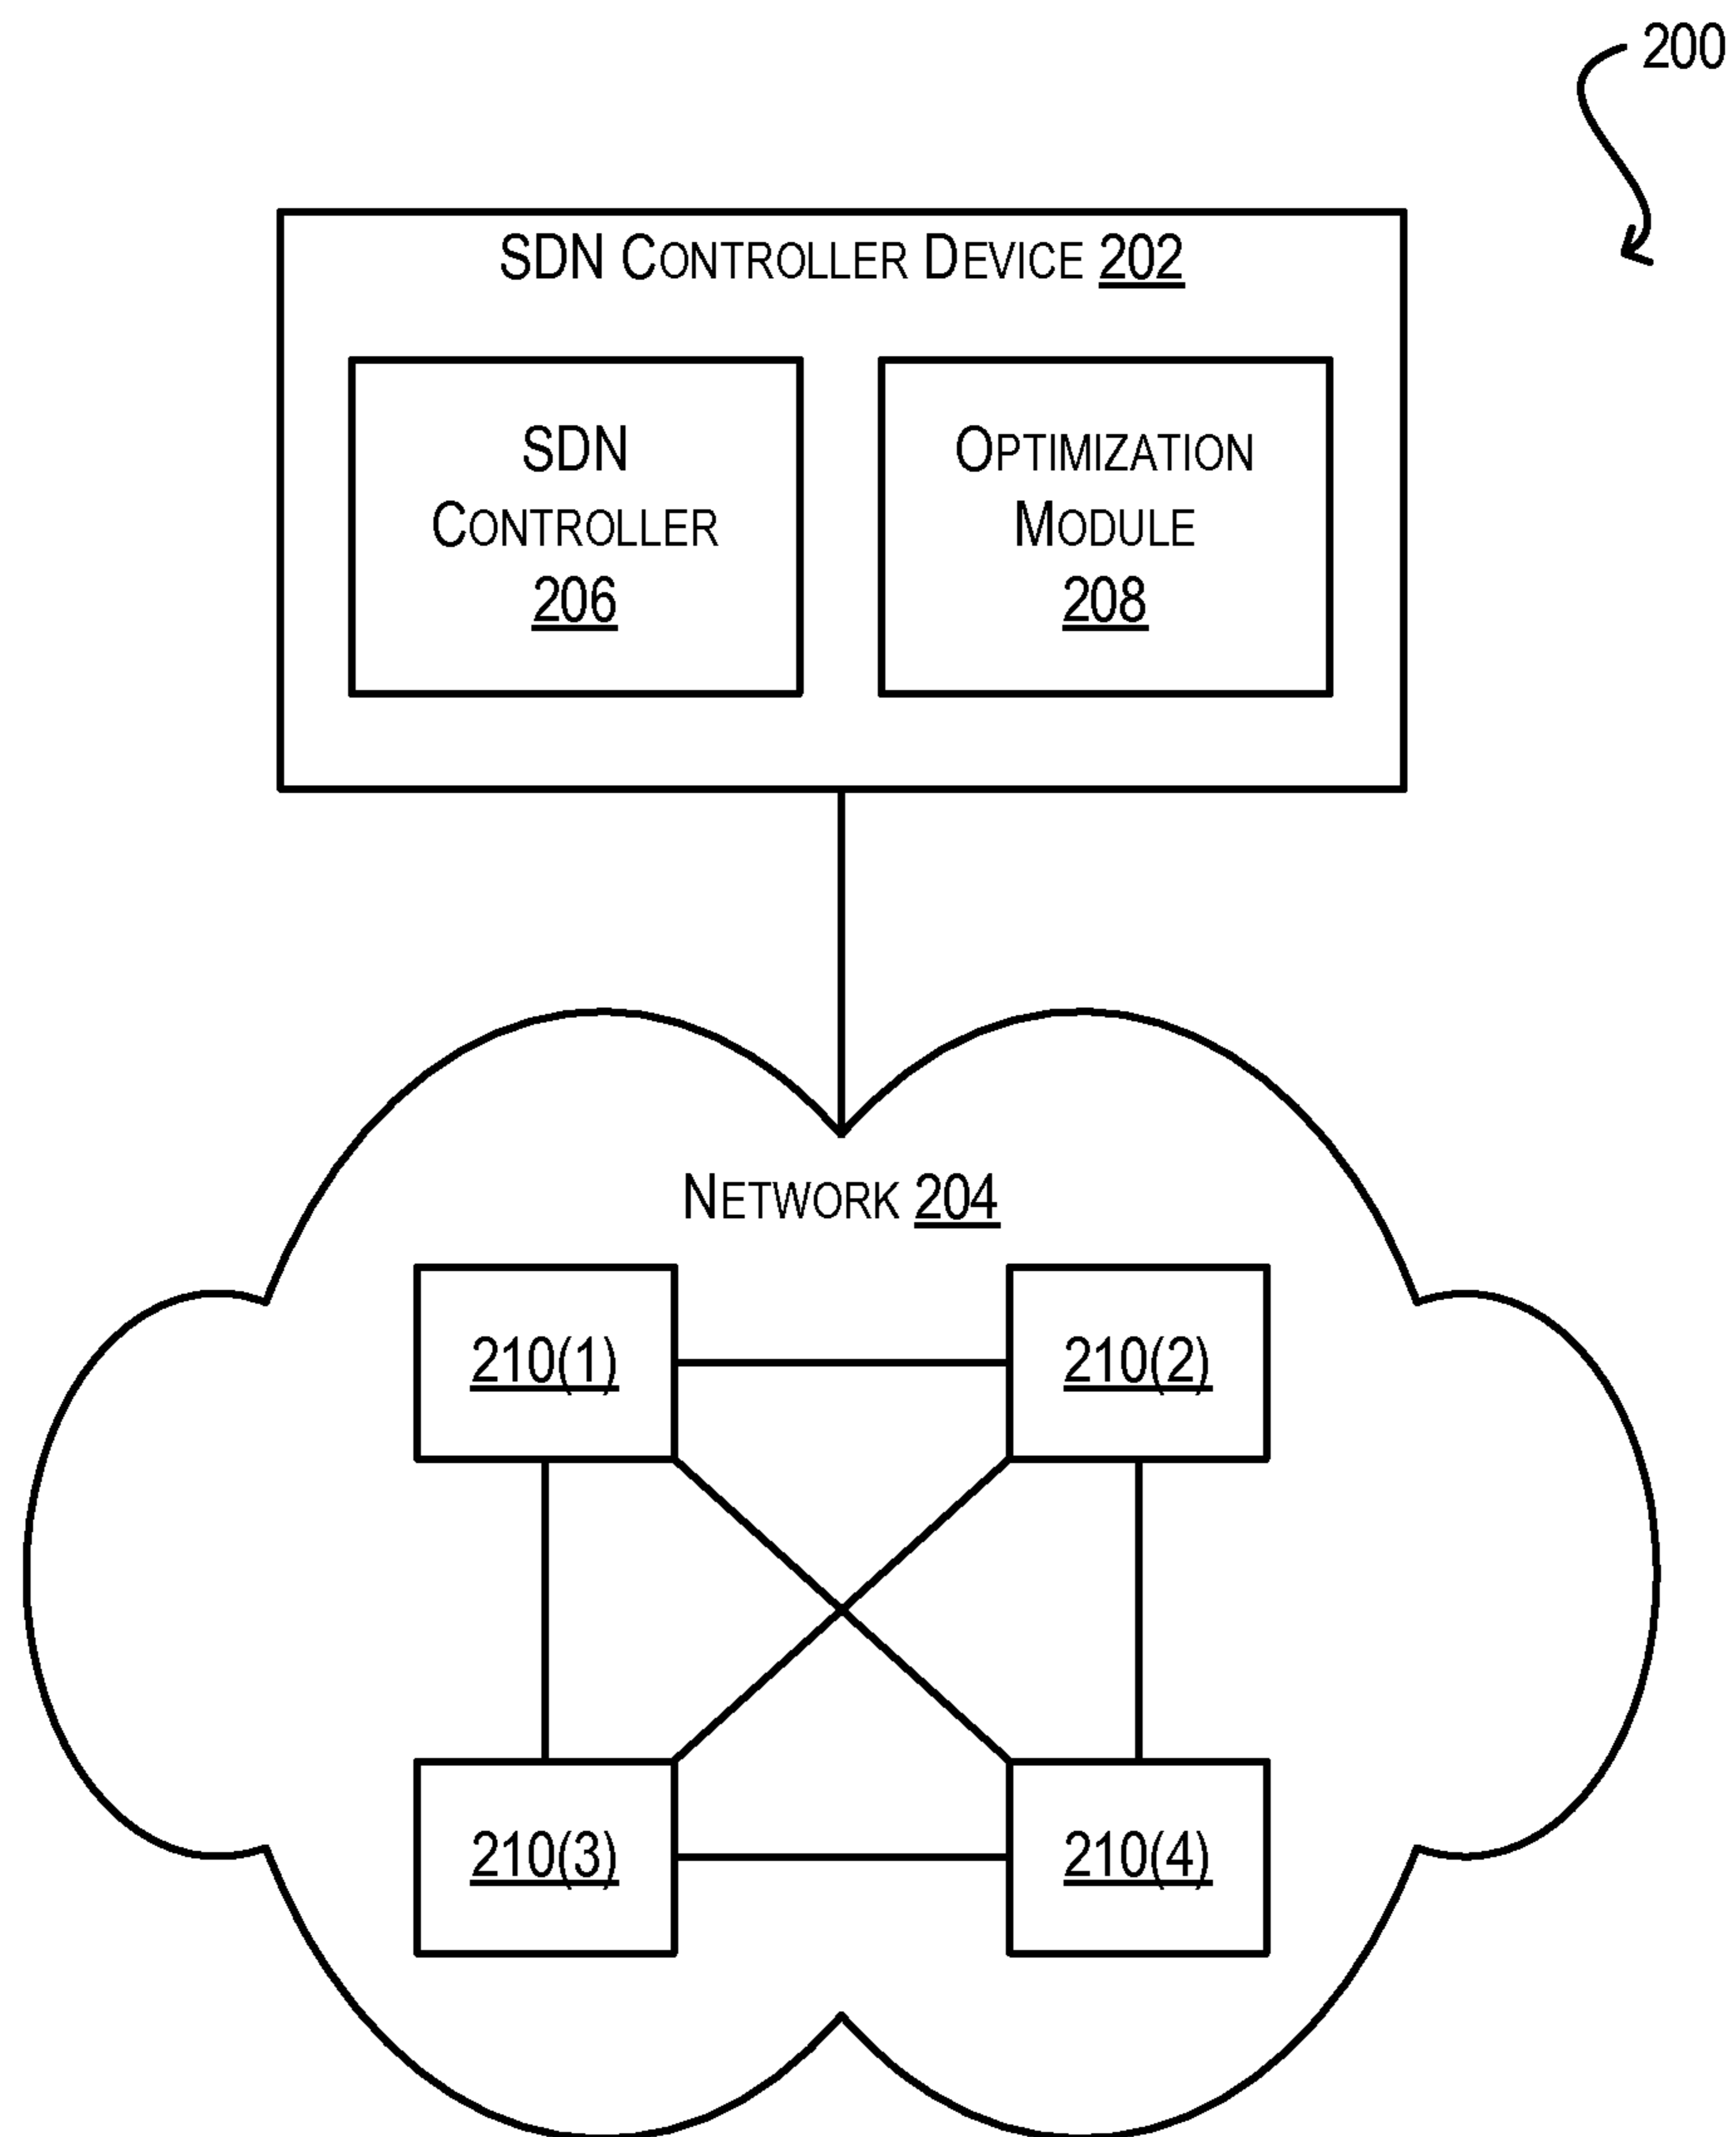 200
SDN CONTROLLER DEVICE 202
SDN
CONTROLLER
206
OPTIMIZATION
MODULE
208
NETWORK 204
210(1)
210(2)
210(3)
210(4)